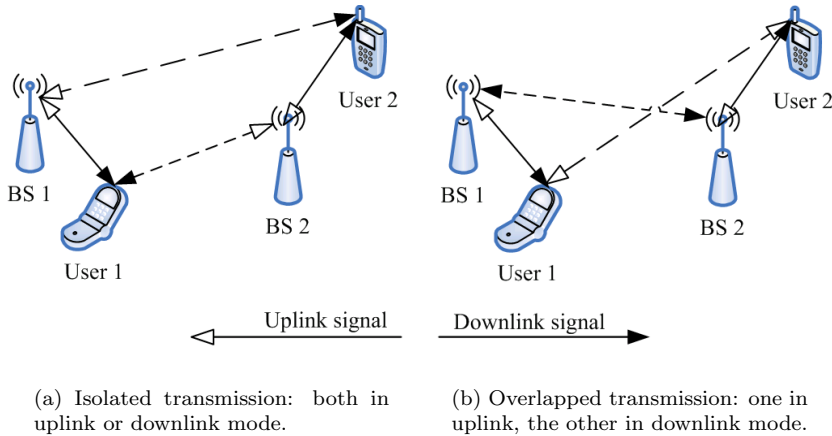 User 2
BS 1
BS 2
User 1
User 2
BS 1
BS 2
User 1
Uplink signal
Downlink signal
(a) Isolated transmission: both in
uplink or downlink mode.
(b) Overlapped transmission: one in
uplink, the other in downlink mode.